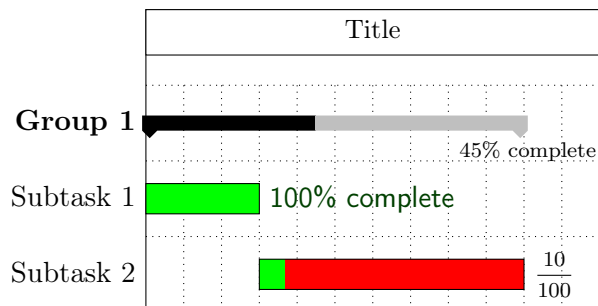 Title
Group 1
45% complete
Subtask 1 100% complete
Subtask 2 10/100